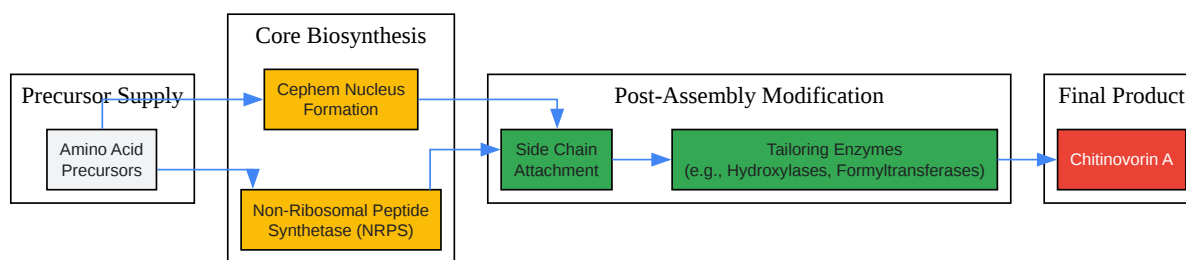 Precursor Supply
Amino Acid
Precursors
Core Biosynthesis
Cephem Nucleus
Formation
Non-Ribosomal Peptide
Synthetase (NRPS)
Post-Assembly Modification
Side Chain
Attachment
Tailoring Enzymes
(e.g., Hydroxylases, Formyltransferases)
Final Product
Chitinovorin A